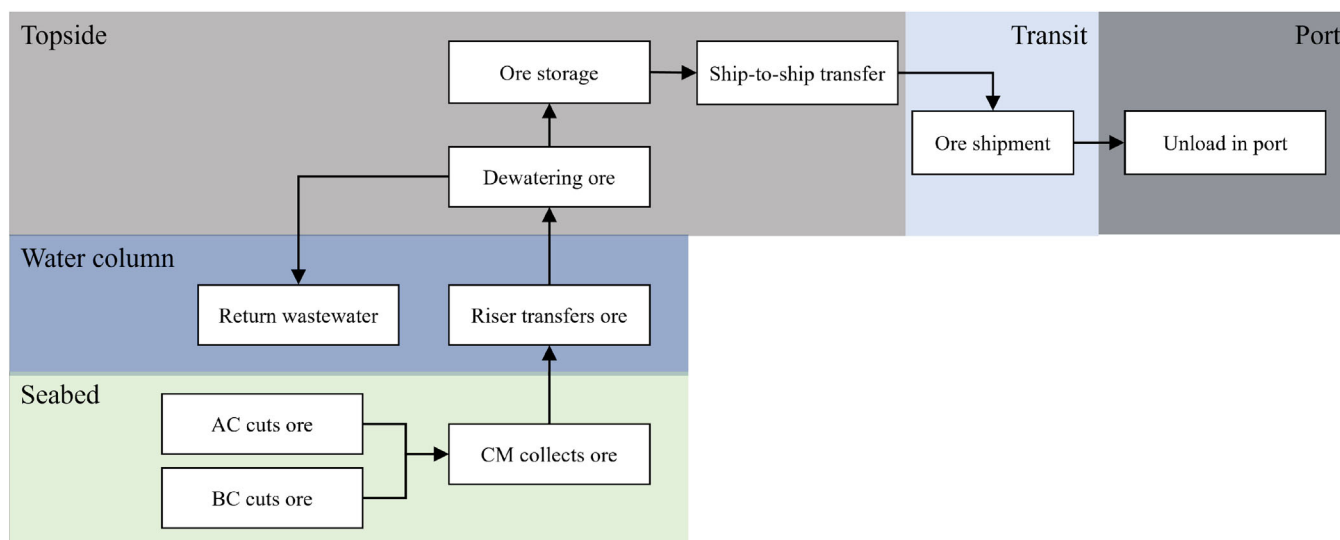 Topside
Transit
Port
Ore storage
Ship-to-ship transfer
Ore shipment
Unload in port
Dewatering ore
Water column
Return wastewater
Riser transfers ore
Seabed
AC cuts ore
CM collects ore
BC cuts ore